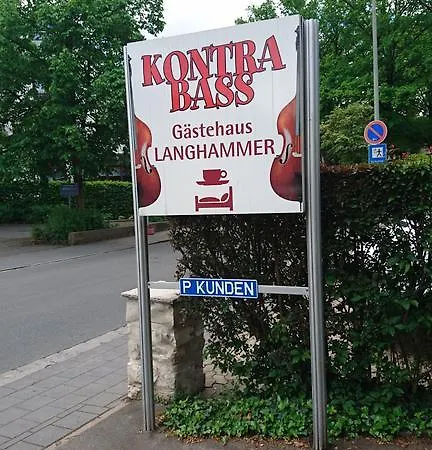 KONTRA
BASS
Gästehaus
LANGHAMMER
P KUNDEN